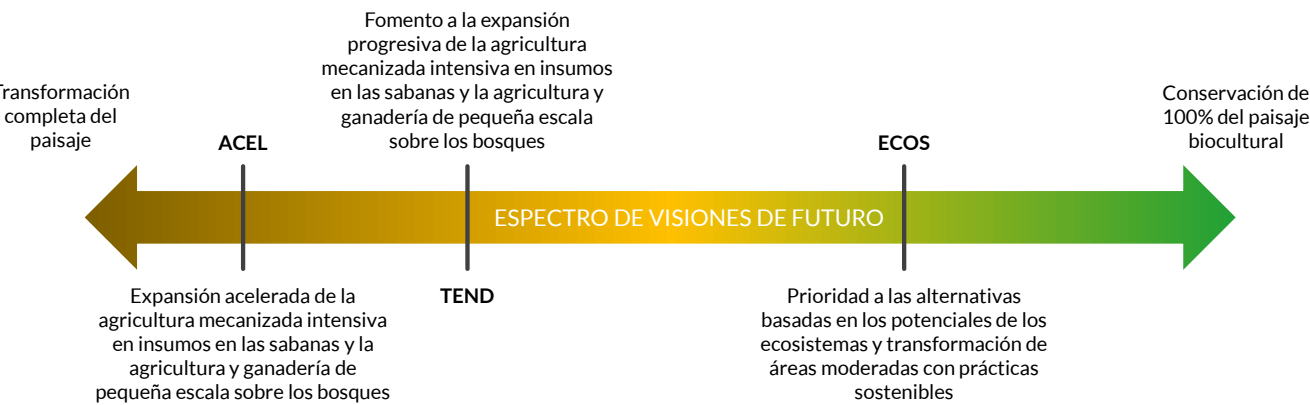 Fomento a la expansión
progresiva de la agricultura
mecanizada intensiva en insumos
en las sabanas y la agricultura y
ganadería de pequeña escala
sobre los bosques
Transformación
completa del
paisaje
ACEL
ECOS
Conservación de
100% del paisaje
biocultural
ESPECTRO DE VISIONES DE FUTURO
Expansión acelerada de la
agricultura mecanizada intensiva
en insumos en las sabanas y la
agricultura y ganadería de
pequeña escala sobre los bosques
TEND
Prioridad a las alternativas
basadas en los potenciales de los
ecosistemas y transformación de
áreas moderadas con prácticas
sostenibles